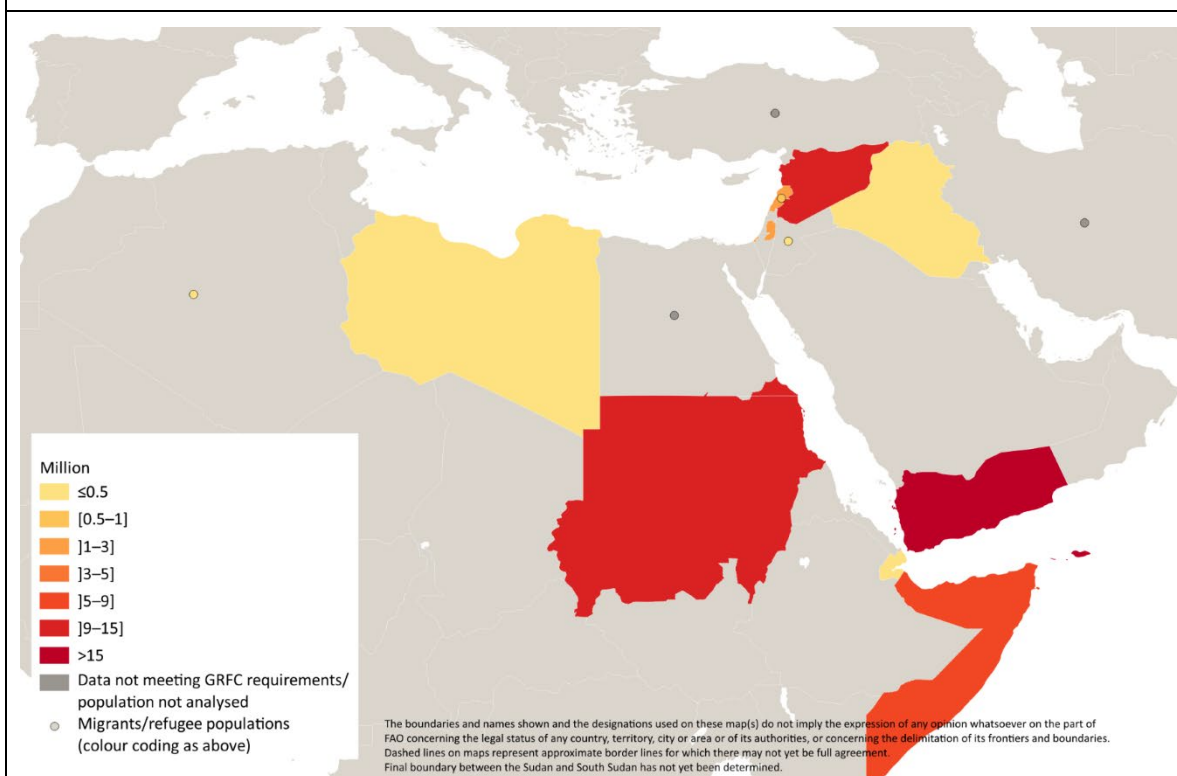 Million
≤0.5
[0.5–1]
]1–3]
]3–5]
]5–9]
]9–15]
>15
Data not meeting GRFC requirements/
population not analysed
Migrants/refugee populations
(colour coding as above)
The boundaries and names shown and the designations used on these map(s) do not imply the expression of any opinion whatsoever on the part of
FAO concerning the legal status of any country, territory, city or area or of its authorities, or concerning the delimitation of its frontiers and boundaries.
Dashed lines on maps represent approximate border lines for which there may not yet be full agreement.
Final boundary between the Sudan and South Sudan has not yet been determined.